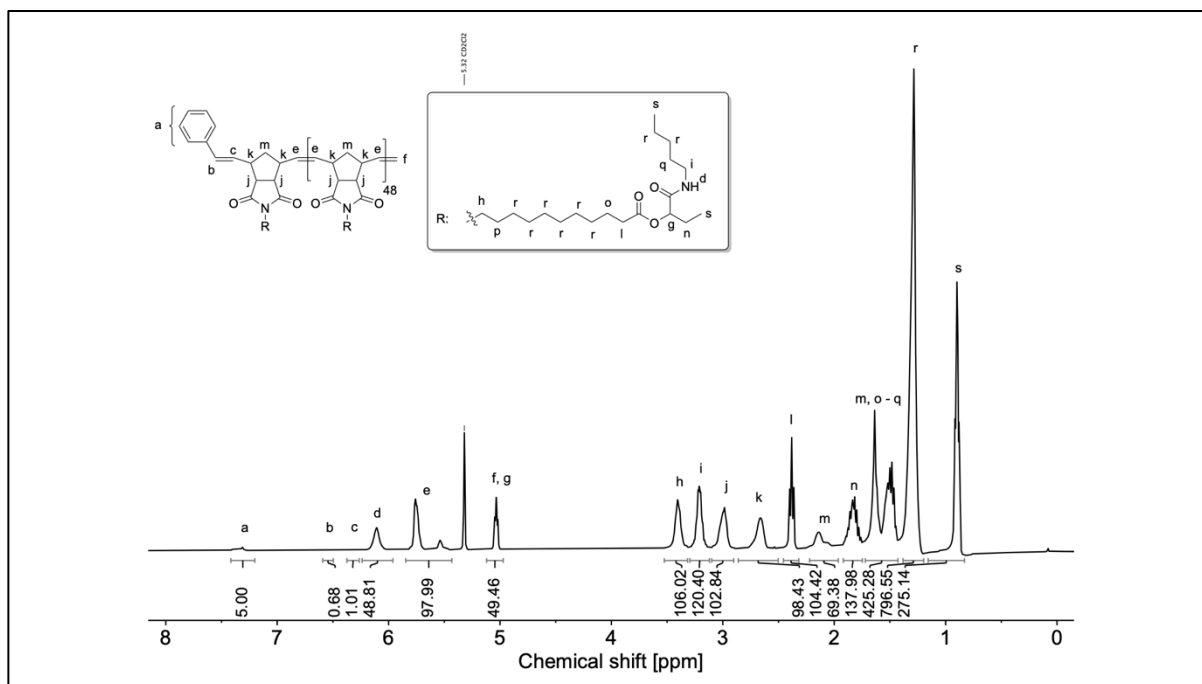 5.32 CD2Cl2
r
s
a
b
c
k
m
k
e
e
k
m
k
e
f
j
j
j
j
48
O
N
O
O
N
O
R
R
R:
s
r
r
q
i
O
NH
d
h
r
r
r
o
O
s
O
g
p
r
r
r
l
n
s
m, o - q
l
h
i
f, g
e
n
j
k
d
m
a
b
c
5.00
0.68
1.01
48.81
97.99
49.46
106.02
120.40
102.84
98.43
104.42
69.38
137.98
425.28
796.55
275.14
8 7 6 5 4 3 2 1 0
Chemical shift [ppm]